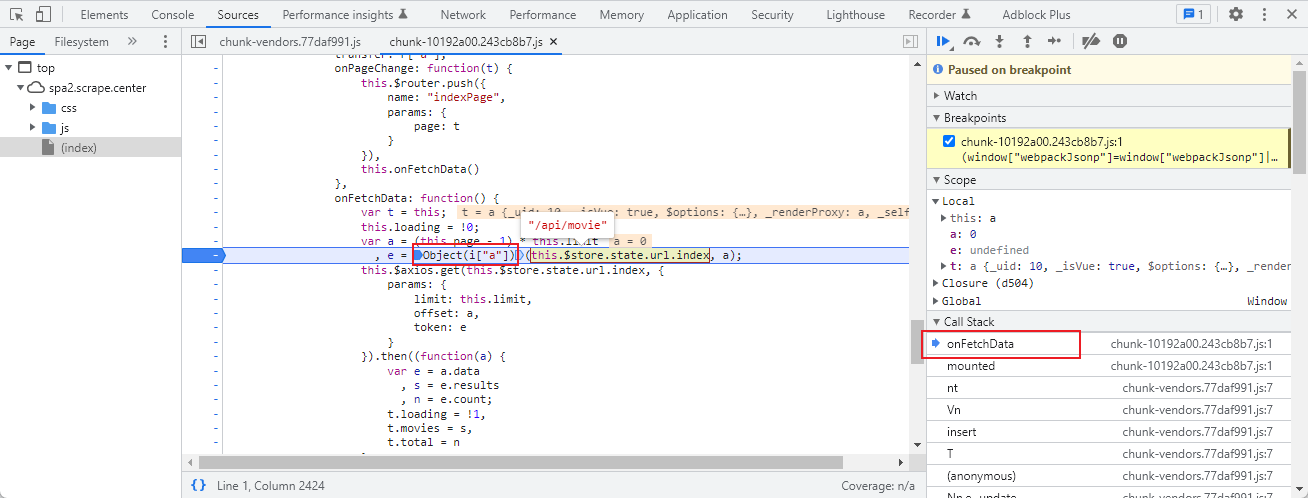 Elements Console Sources Performance insights Network Performance Memory Application Security Lighthouse Recorder Adblock Plus 1
Page Filesystem »
top
spa2.scrape.center
css
js
(index)
chunk-vendors.77daf991.js chunk-10192a00.243cb8b7.js ×
onPageChange: function(t) {
this.$router.push({
name: "indexPage",
params: {
page: t
}
}),
this.onFetchData()
},
onFetchData: function() {
var t = this; t = a {_uid: 10, _isVue: true, $options: {…}, _renderProxy: a, _self
this.loading = !0;
"/api/movie"
var a = (this.page - 1) * this.limit a = 0
, e = Object(i["a"])(this.$store.state.url.index, a);
this.$axios.get(this.$store.state.url.index, {
params: {
limit: this.limit,
offset: a,
token: e
}
}).then((function(a) {
var e = a.data
, s = e.results
, n = e.count;
t.loading = !1,
t.movies = s,
t.total = n
{} Line 1, Column 2424 Coverage: n/a
Paused on breakpoint
Watch
Breakpoints
chunk-10192a00.243cb8b7.js:1
(window["webpackJsonp"]=window["webpackJsonp"]|…
Scope
Local
this: a
a: 0
e: undefined
t: a {_uid: 10, _isVue: true, $options: {…}, _render
Closure (d504)
Global Window
Call Stack
onFetchData chunk-10192a00.243cb8b7.js:1
mounted chunk-10192a00.243cb8b7.js:1
nt chunk-vendors.77daf991.js:7
Vn chunk-vendors.77daf991.js:7
insert chunk-vendors.77daf991.js:7
T chunk-vendors.77daf991.js:7
(anonymous) chunk-vendors.77daf991.js:7